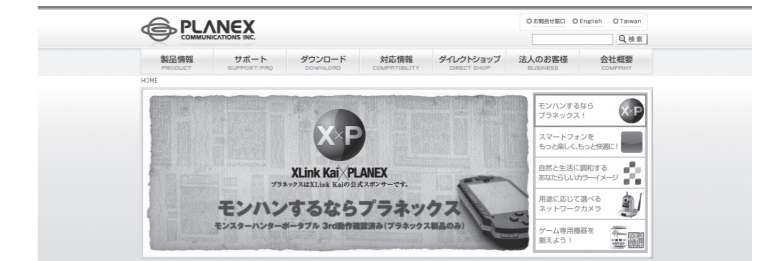 お問合せ窓口 English Taiwan
PLANEX
COMMUNICATIONS INC.
検索
製品情報 サポート ダウンロード 対応情報 ダイレクトショップ 法人のお客様 会社概要
PRODUCT SUPPORT/FAQ DOWNLOAD COMPATIBILITY DIRECT SHOP BUSINESS COMPANY
HOME
X×P
XLink Kai×PLANEX
プラネックスはXLink Kaiの公式スポンサーです。
モンハンするならプラネックス
モンスターハンターポータブル 3rd動作確認済み(プラネックス製品のみ)
モンハンするなら
プラネックス!
X×P
スマートフォンを
もっと楽しく、もっと快適に!
自然と生活に調和する
あなたらしいカラーイメージ
用途に応じて選べる
ネットワークカメラ
ゲーム専用機器を
揃えよう!